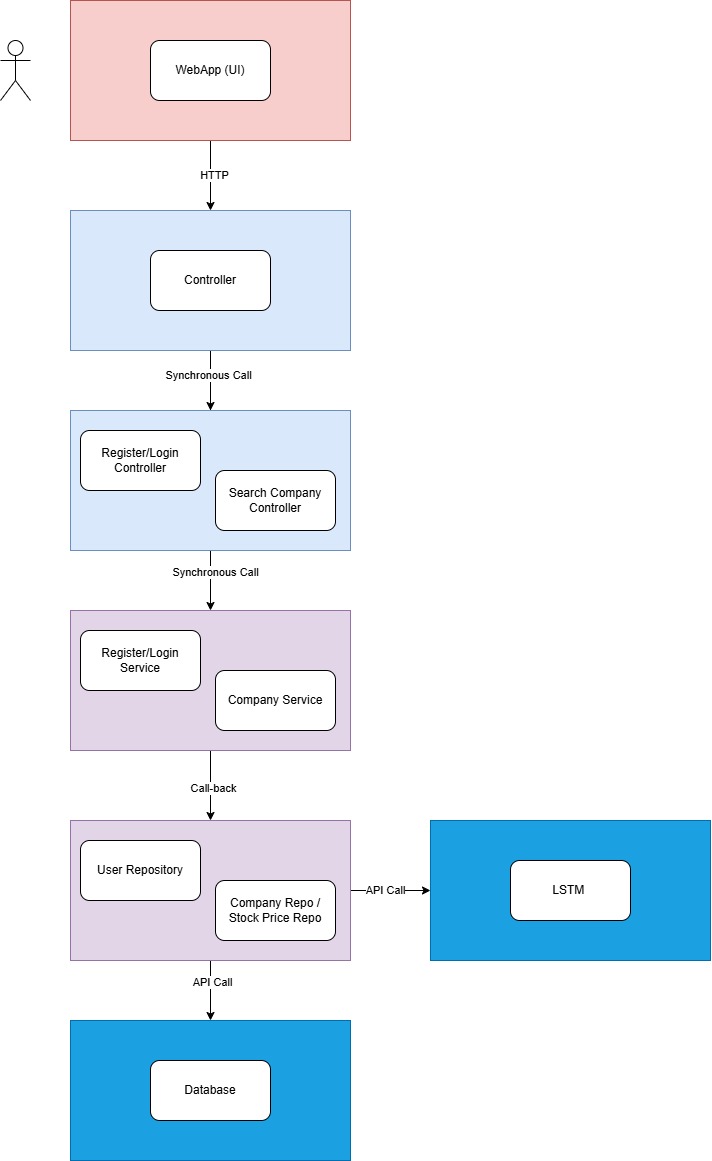 WebApp (UI)
HTTP
Controller
Synchronous Call
Register/Login
Controller
Search Company
Controller
Synchronous Call
Register/Login
Service
Company Service
Call-back
User Repository
Company Repo /
Stock Price Repo
API Call
LSTM
API Call
Database